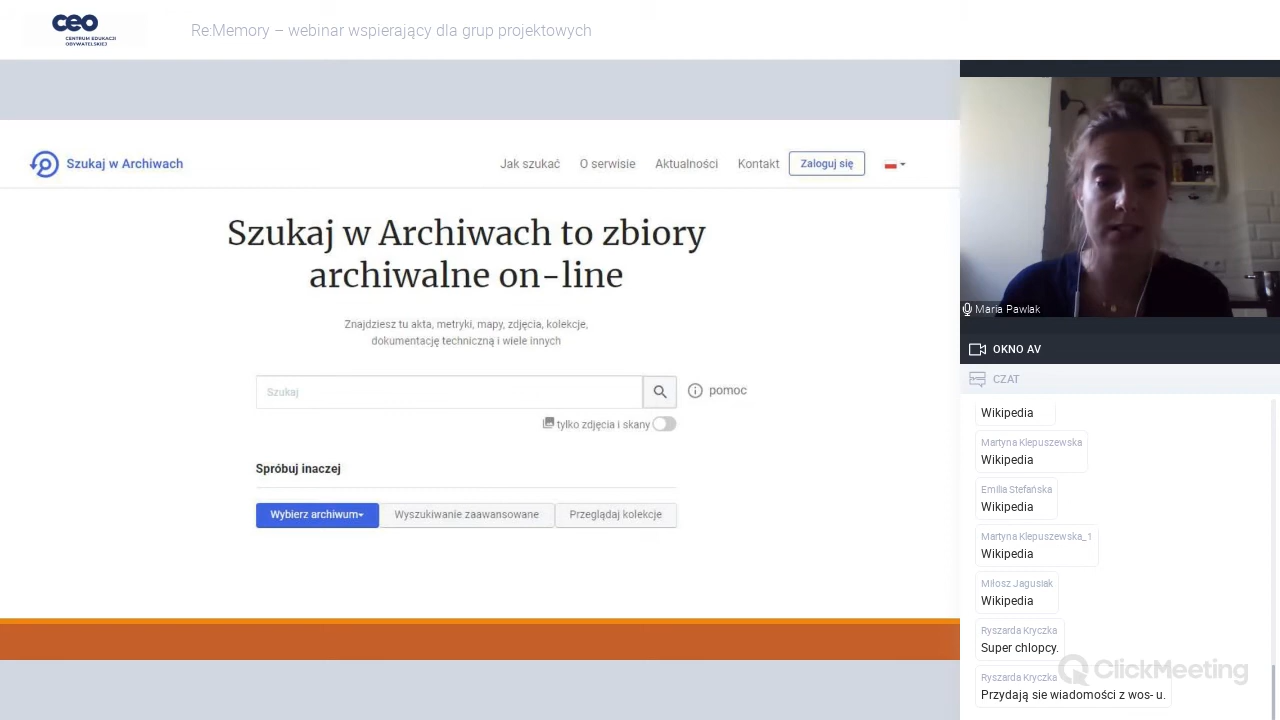 ceo
CENTRUM EDUKACJI
OBYWATELSKIEJ
Re:Memory – webinar wspierający dla grup projektowych
Szukaj w Archiwach
Jak szukać
O serwisie
Aktualności
Kontakt
Zaloguj się
Szukaj w Archiwach to zbiory
archiwalne on-line
Znajdziesz tu akta, metryki, mapy, zdjęcia, kolekcje,
dokumentację techniczną i wiele innych
Szukaj
pomoc
tylko zdjęcia i skany
Spróbuj inaczej
Wybierz archiwum
Wyszukiwanie zaawansowane
Przeglądaj kolekcje
Maria Pawlak
OKNO AV
CZAT
Wikipedia
Martyna Klepuszewska
Wikipedia
Emilia Stefańska
Wikipedia
Martyna Klepuszewska_1
Wikipedia
Miłosz Jagusiak
Wikipedia
Ryszarda Kryczka
Super chlopcy.
Ryszarda Kryczka
Przydają sie wiadomości z wos- u.
ClickMeeting